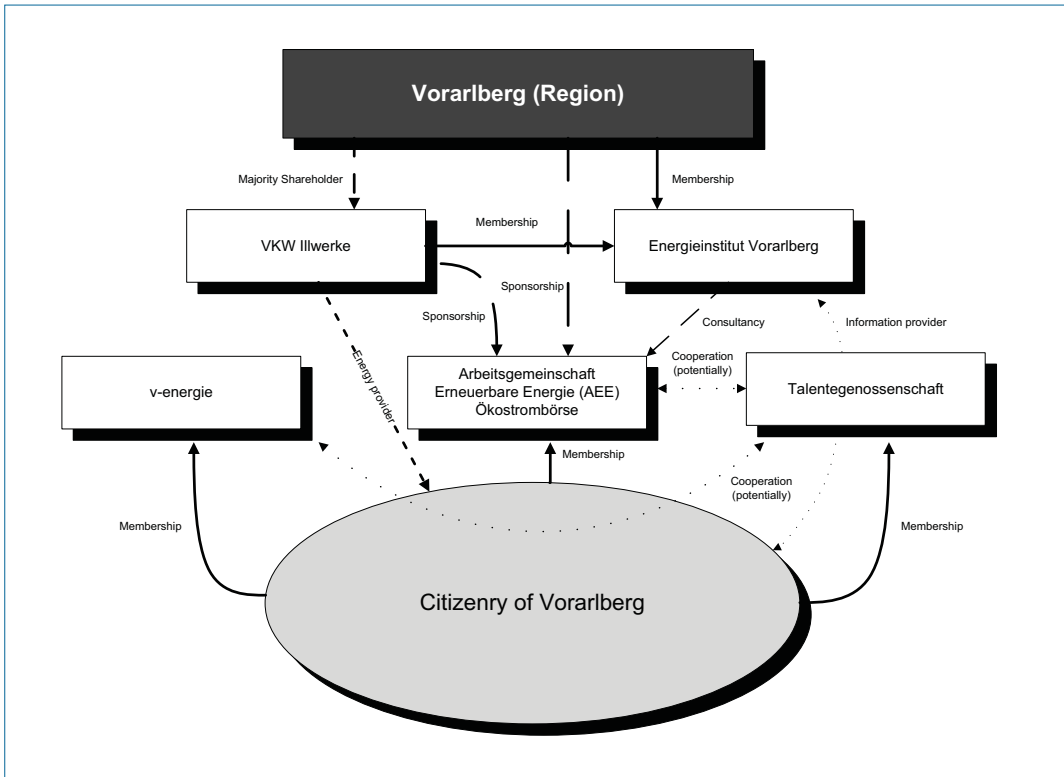 Vorarlberg (Region)
Majority Shareholder
Membership
VKW Illwerke
Membership
Energieinstitut Vorarlberg
Sponsorship
Sponsorship
Consultancy
Information provider
Energy provider
Cooperation
(potentially)
v-energie
Arbeitsgemeinschaft
Erneuerbare Energie (AEE)
Ökostrombörse
Talentegenossenschaft
Membership
Cooperation
(potentially)
Membership
Membership
Citizenry of Vorarlberg